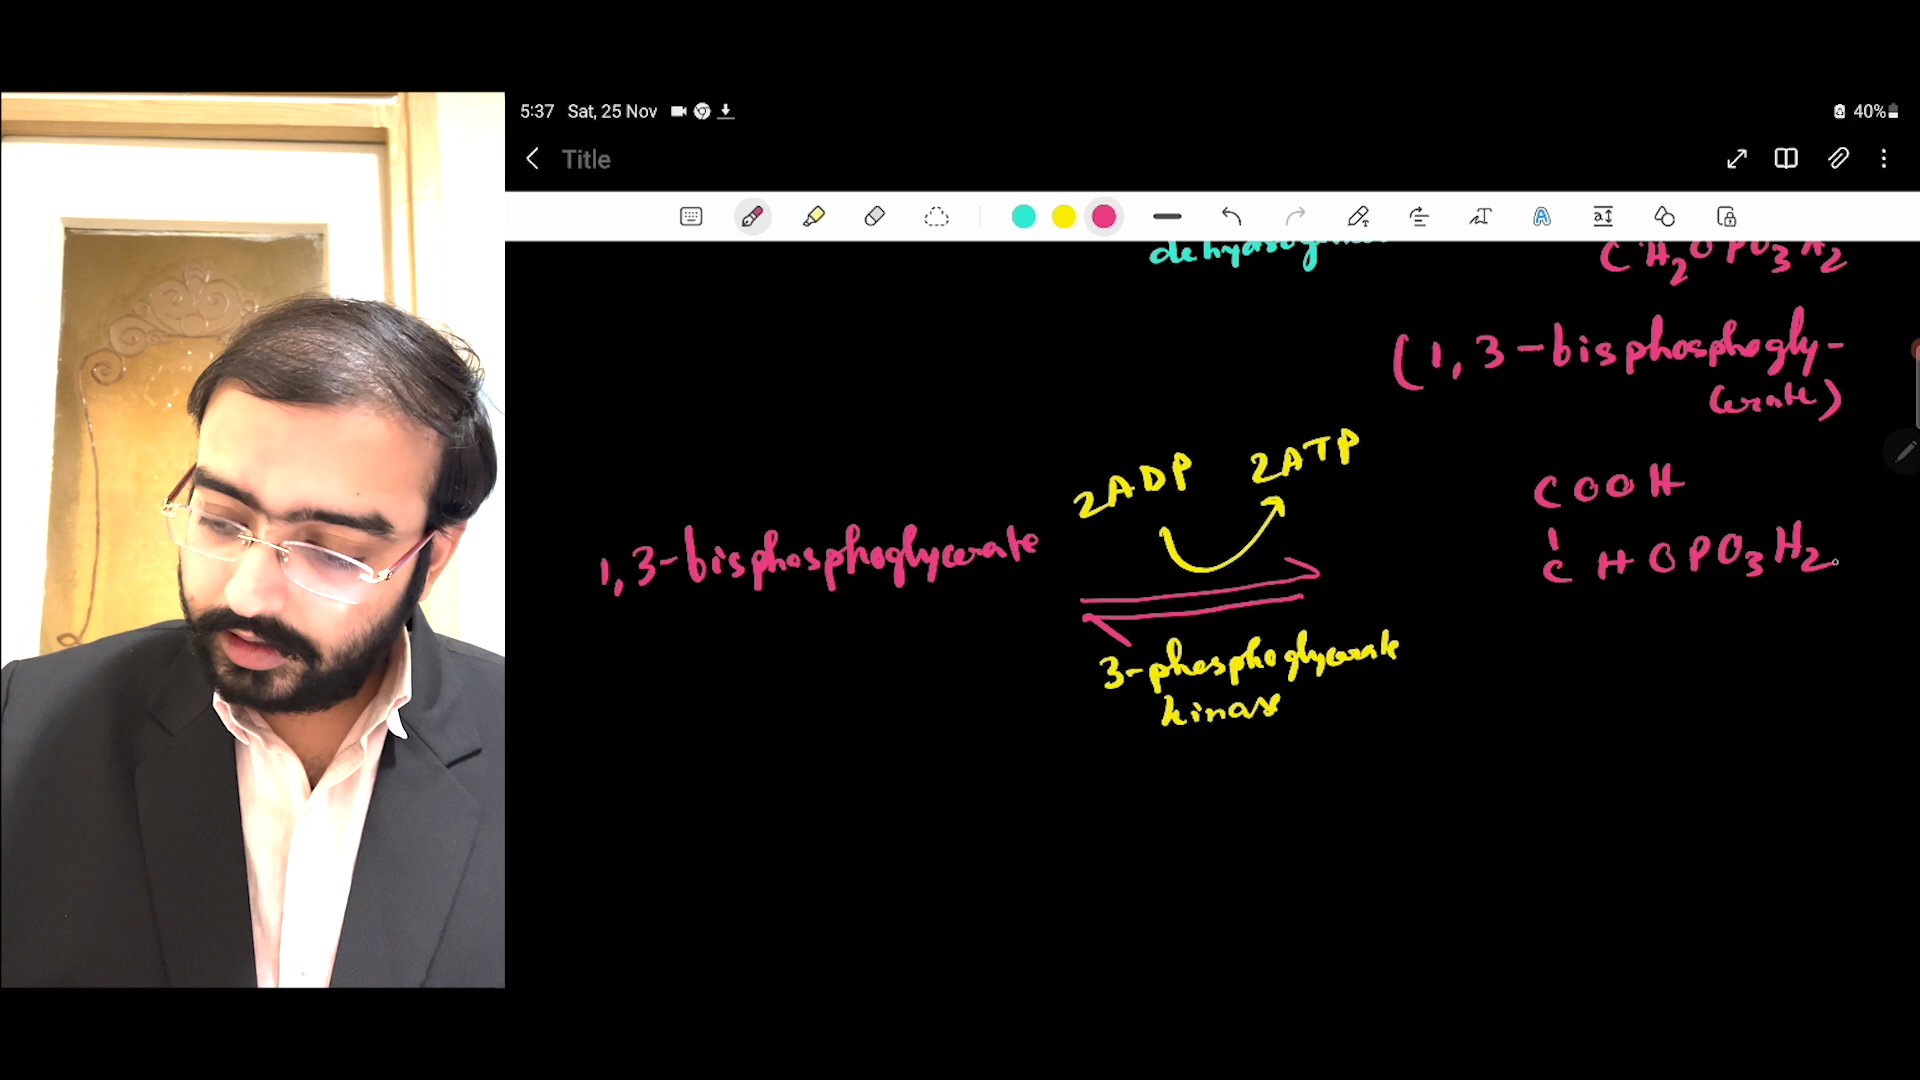 5:37 Sat, 25 Nov
40%
Title
CH₂OPO₃H₂
(1,3-bisphosphogly-
cerate)
2ADP 2ATP
COOH
1,3-bisphosphoglycerate
CHOPO₃H₂
3-phosphoglycerate
kinase